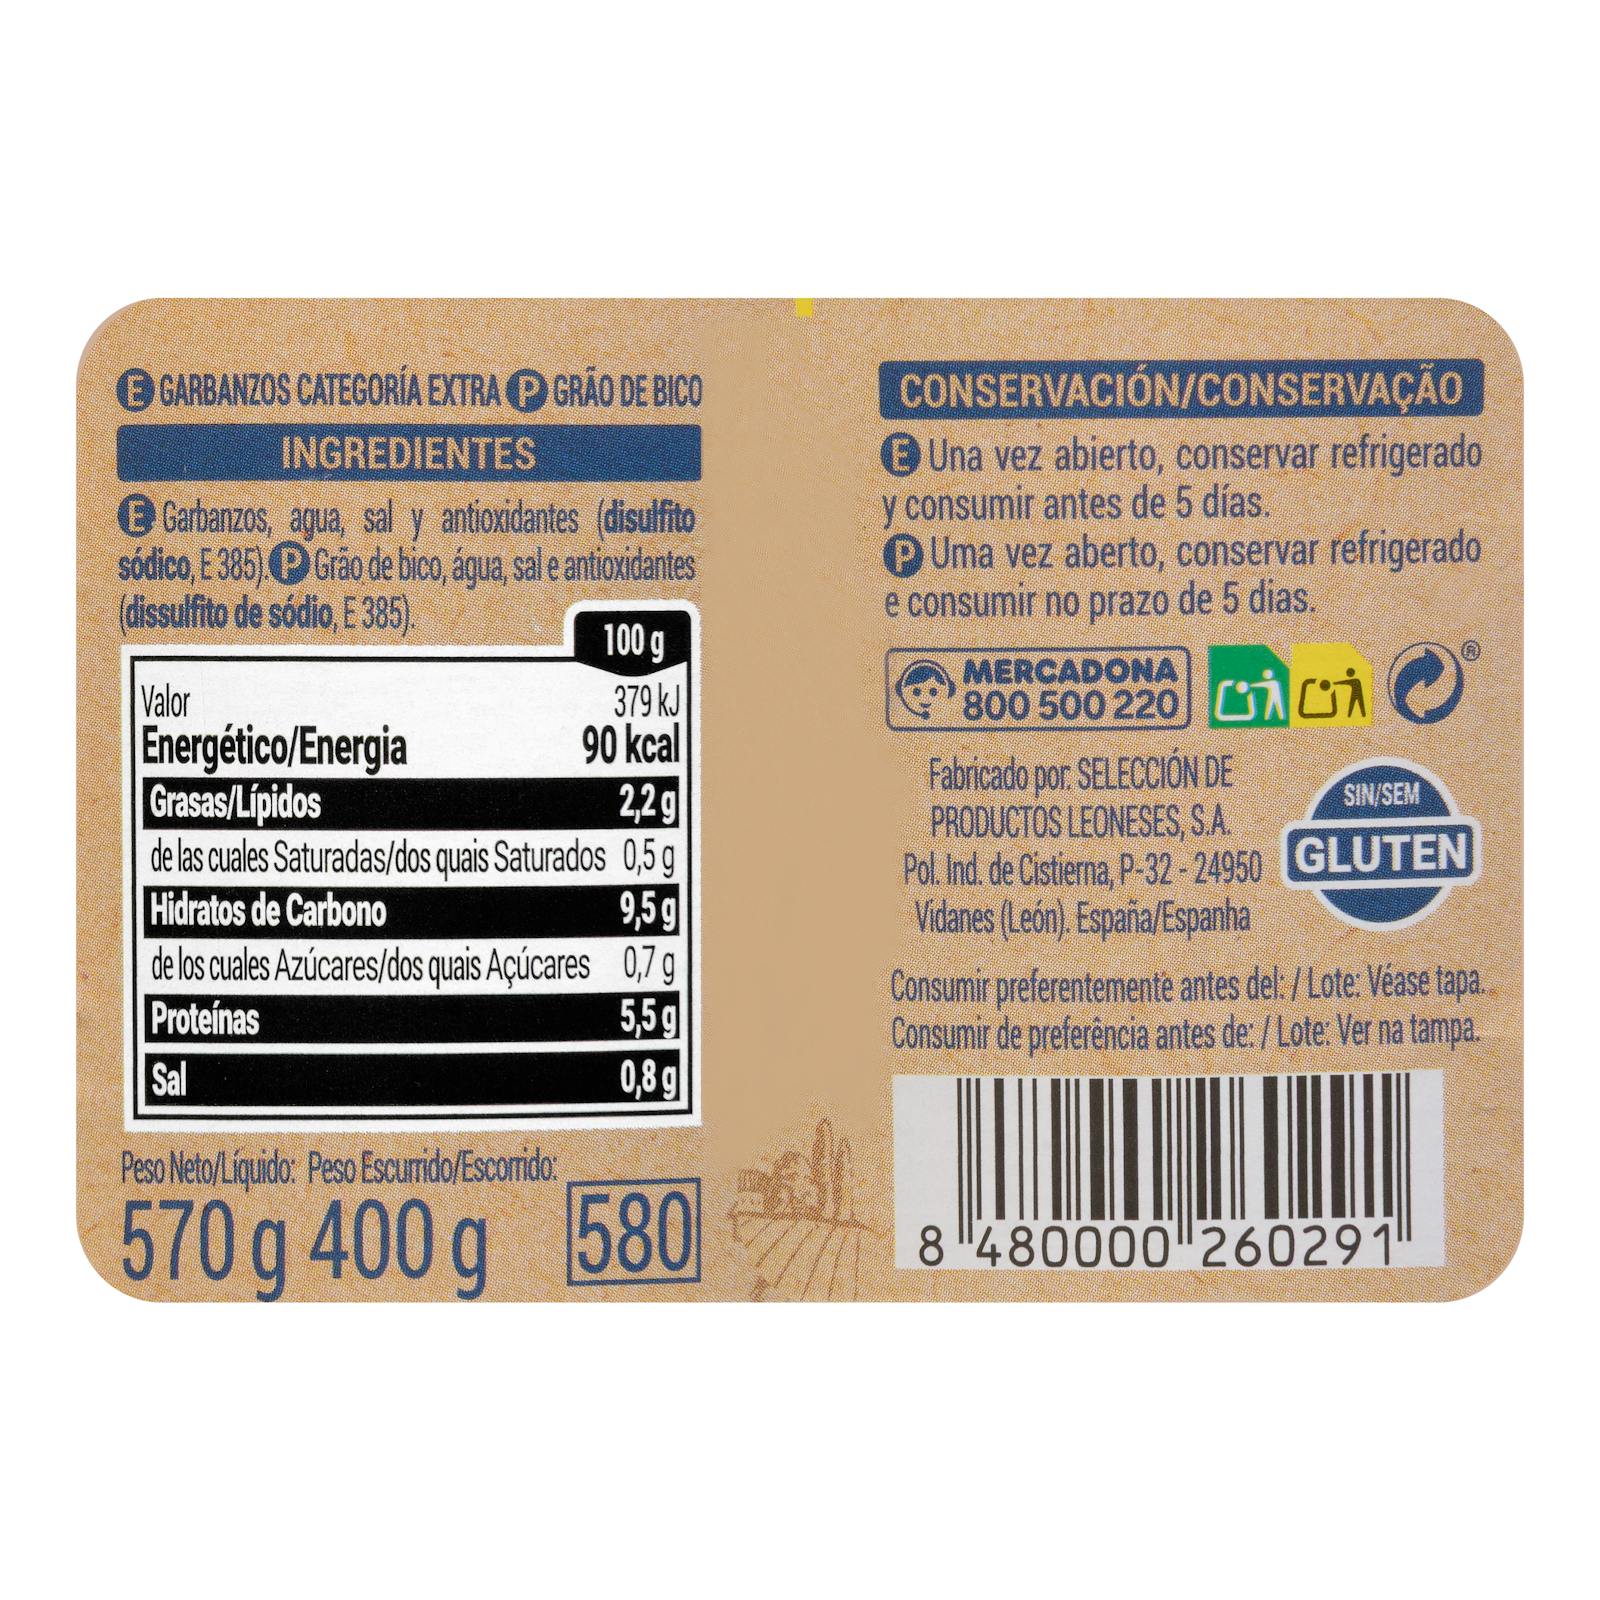 E GARBANZOS CATEGORÍA EXTRA P GRÃO DE BICO
INGREDIENTES
E Garbanzos, agua, sal y antioxidantes (disulfito
sódico, E 385). P Grão de bico, água, sal e antioxidantes
(dissulfito de sódio, E 385).
100 g
Valor 379 kJ
Energético/Energia 90 kcal
Grasas/Lípidos 2,2 g
de las cuales Saturadas/dos quais Saturados 0,5 g
Hidratos de Carbono 9,5 g
de los cuales Azúcares/dos quais Açúcares 0,7 g
Proteínas 5,5 g
Sal 0,8 g
Peso Neto/Líquido: Peso Escurrido/Escorrido:
570 g 400 g 580
CONSERVACIÓN/CONSERVAÇÃO
E Una vez abierto, conservar refrigerado
y consumir antes de 5 días.
P Uma vez aberto, conservar refrigerado
e consumir no prazo de 5 dias.
MERCADONA
800 500 220
®
Fabricado por: SELECCIÓN DE
PRODUCTOS LEONESES, S.A.
Pol. Ind. de Cistierna, P-32 - 24950
Vidanes (León). España/Espanha
SIN/SEM
GLUTEN
Consumir preferentemente antes del: / Lote: Véase tapa.
Consumir de preferência antes de: / Lote: Ver na tampa.
8 480000 260291